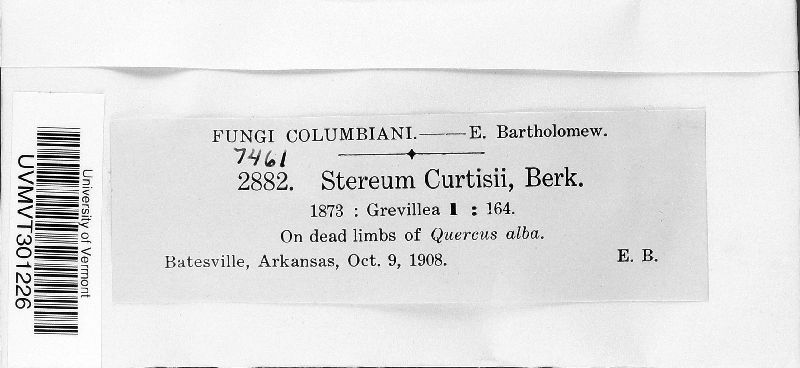 FUNGI COLUMBIANI.——E. Bartholomew.
7461
2882. Stereum Curtisii, Berk.
1873 : Grevillea 1 : 164.
On dead limbs of Quercus alba.
Batesville, Arkansas, Oct. 9, 1908. E. B.
University of Vermont
UVMVT301226